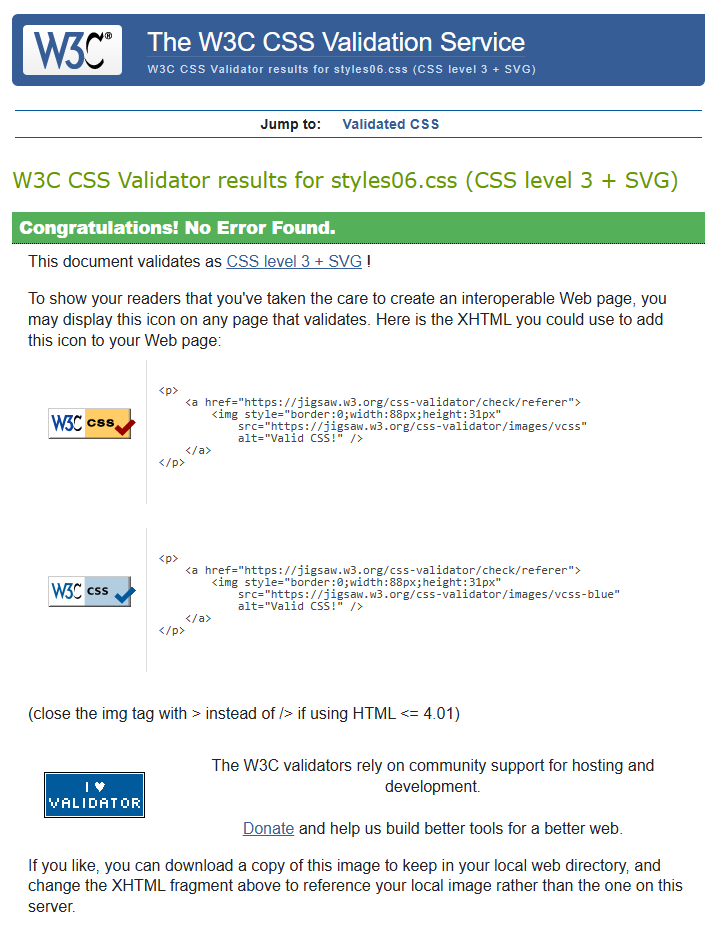 W3C® The W3C CSS Validation Service
W3C CSS Validator results for styles06.css (CSS level 3 + SVG)
Jump to: Validated CSS
W3C CSS Validator results for styles06.css (CSS level 3 + SVG)
Congratulations! No Error Found.
This document validates as CSS level 3 + SVG !
To show your readers that you've taken the care to create an interoperable Web page, you
may display this icon on any page that validates. Here is the XHTML you could use to add
this icon to your Web page:
W3C css
<p>
    <a href="https://jigsaw.w3.org/css-validator/check/referer">
        <img style="border:0;width:88px;height:31px"
            src="https://jigsaw.w3.org/css-validator/images/vcss"
            alt="Valid CSS!" />
    </a>
</p>
W3C css
<p>
    <a href="https://jigsaw.w3.org/css-validator/check/referer">
        <img style="border:0;width:88px;height:31px"
            src="https://jigsaw.w3.org/css-validator/images/vcss-blue"
            alt="Valid CSS!" />
    </a>
</p>
(close the img tag with > instead of /> if using HTML <= 4.01)
I ♥
VALIDATOR
The W3C validators rely on community support for hosting and
development.
Donate and help us build better tools for a better web.
If you like, you can download a copy of this image to keep in your local web directory, and
change the XHTML fragment above to reference your local image rather than the one on this
server.